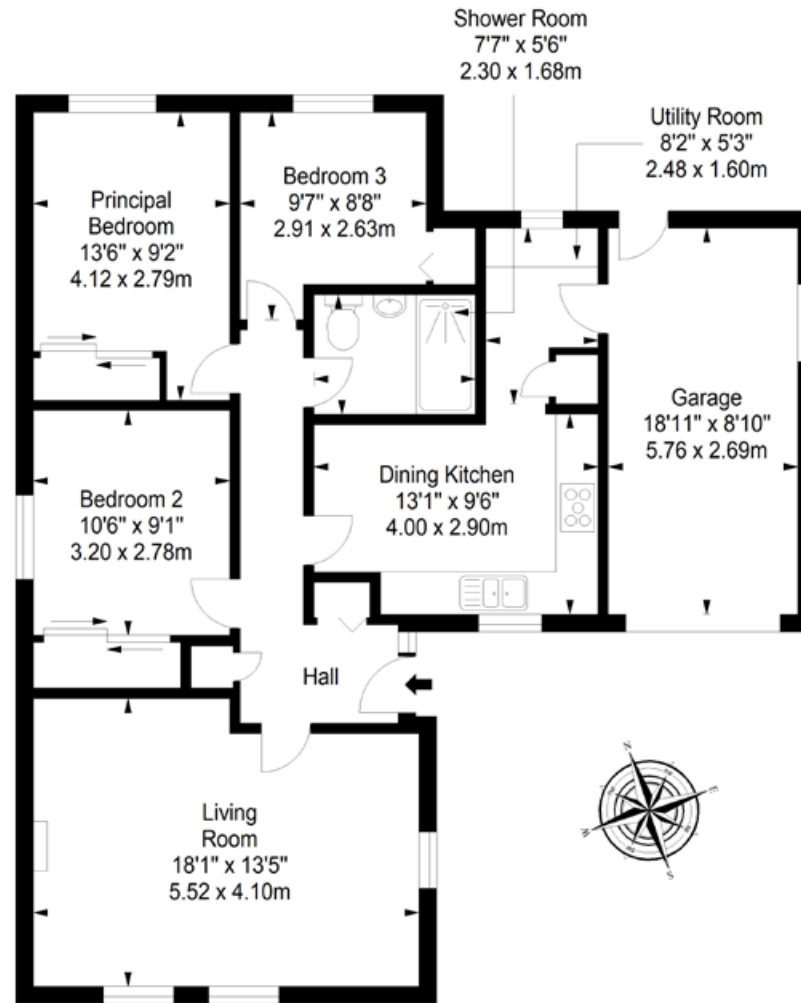 Shower Room
7'7" x 5'6"
2.30 x 1.68m
Utility Room
8'2" x 5'3"
2.48 x 1.60m
Principal
Bedroom
13'6" x 9'2"
4.12 x 2.79m
Bedroom 3
9'7" x 8'8"
2.91 x 2.63m
Garage
18'11" x 8'10"
5.76 x 2.69m
Dining Kitchen
13'1" x 9'6"
4.00 x 2.90m
Bedroom 2
10'6" x 9'1"
3.20 x 2.78m
Hall
Living
Room
18'1" x 13'5"
5.52 x 4.10m
N
E
W
S